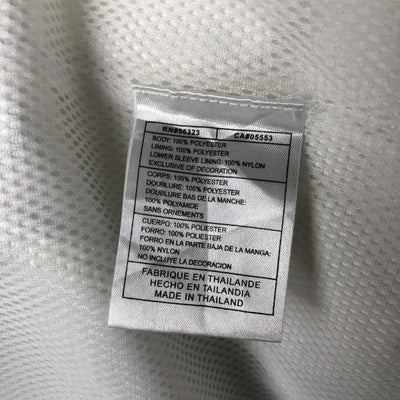 RN#56323 CA#05553
BODY: 100% POLYESTER
LINING: 100% POLYESTER
LOWER SLEEVE LINING: 100% NYLON
EXCLUSIVE OF DECORATION
CORPS: 100% POLYESTER
DOUBLURE: 100% POLYESTER
DOUBLURE BAS DE LA MANCHE:
100% POLYAMIDE
SANS ORNEMENTS
CUERPO: 100% POLIESTER
FORRO: 100% POLIESTER
FORRO EN LA PARTE BAJA DE LA MANGA:
100% NYLON
NO INCLUYE LA DECORACION
FABRIQUE EN THAILANDE
HECHO EN TAILANDIA
MADE IN THAILAND